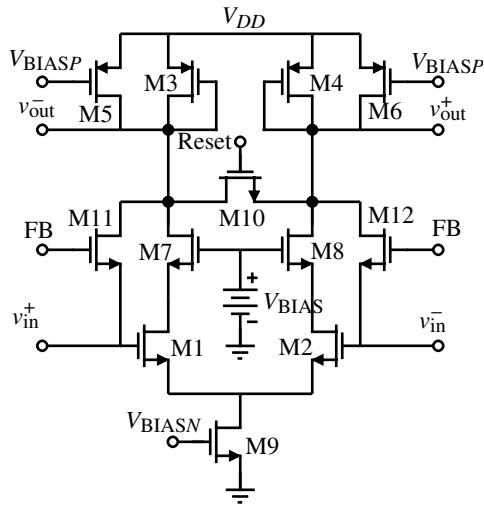 V_DD
V_BIASP
M3
M4
V_BIASP
v_out^-
M5
M6
v_out^+
Reset
M11
M10
M12
FB
M7
M8
FB
+
V_BIAS
-
v_in^+
M1
M2
v_in^-
V_BIASN
M9